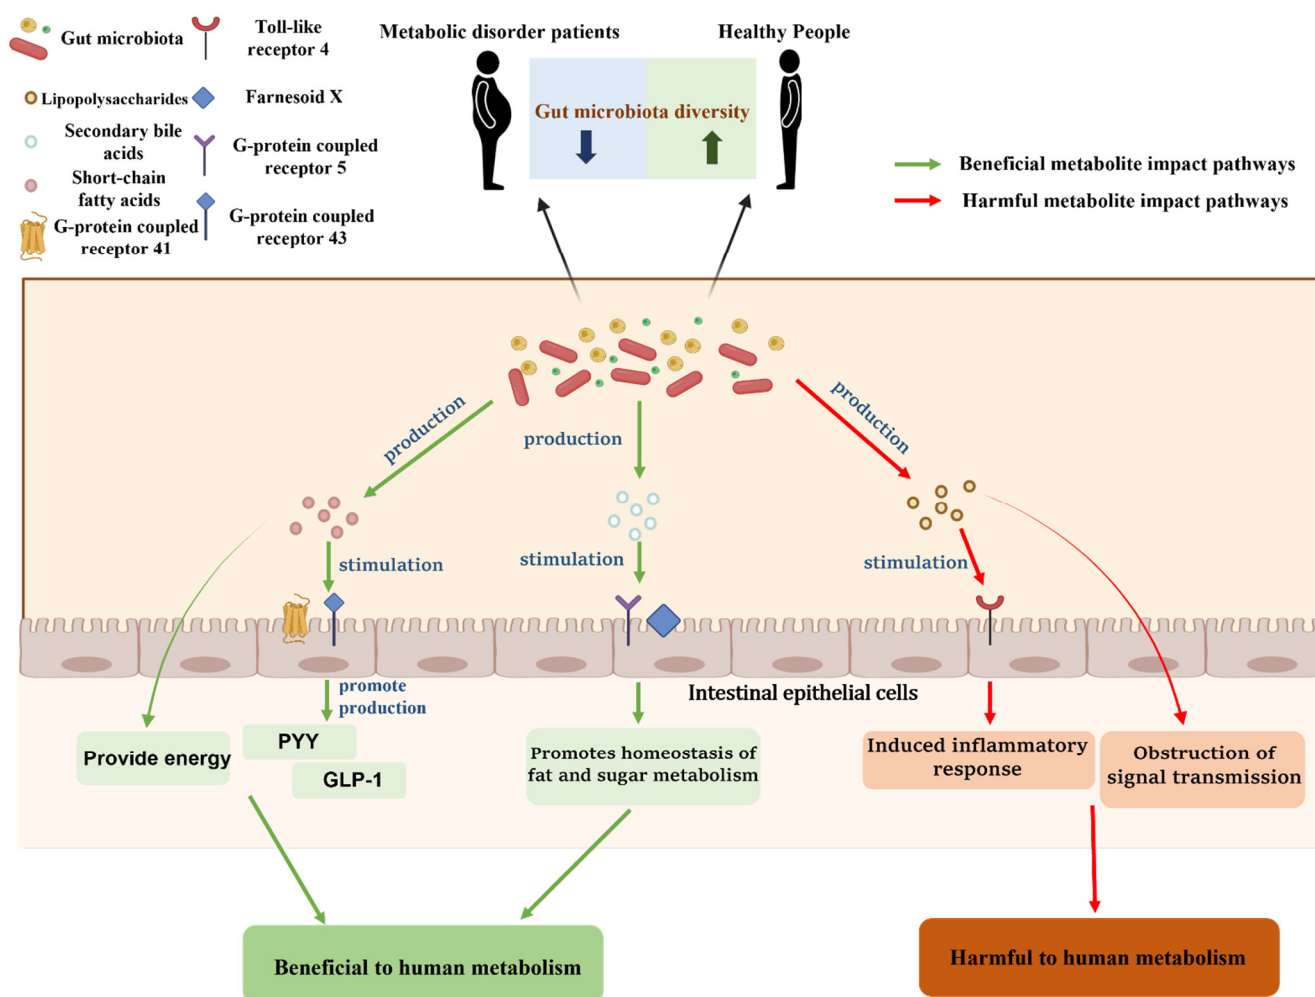 Gut microbiota
Toll-like
receptor 4
Lipopolysaccharides
Farnesoid X
Secondary bile
acids
G-protein coupled
receptor 5
Short-chain
fatty acids
G-protein coupled
receptor 41
G-protein coupled
receptor 43
Metabolic disorder patients
Healthy People
Gut microbiota diversity
Beneficial metabolite impact pathways
Harmful metabolite impact pathways
production
production
production
stimulation
stimulation
stimulation
promote
production
Intestinal epithelial cells
Provide energy
PYY
GLP-1
Promotes homeostasis of
fat and sugar metabolism
Induced inflammatory
response
Obstruction of
signal transmission
Beneficial to human metabolism
Harmful to human metabolism